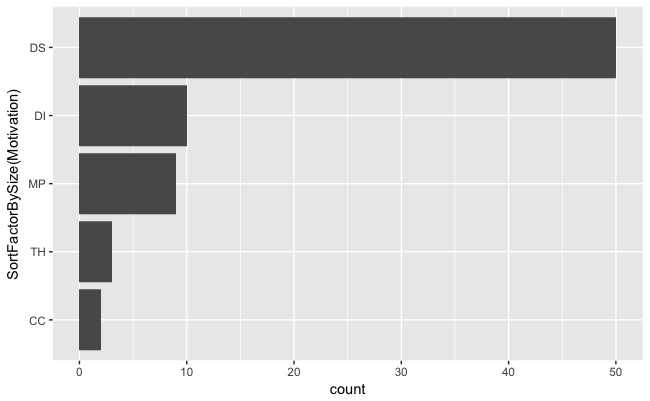 DS
DI
MP
TH
CC
SortFactorBySize(Motivation)
0 10 20 30 40 50
count